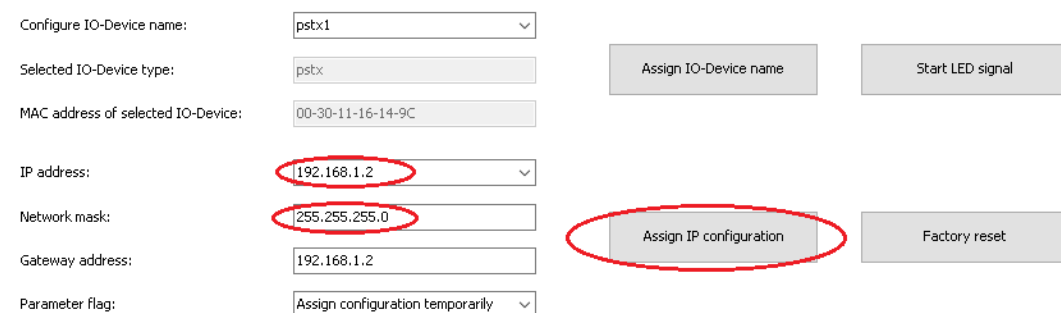 Configure IO-Device name: pstx1
Selected IO-Device type: pstx Assign IO-Device name Start LED signal
MAC address of selected IO-Device: 00-30-11-16-14-9C
IP address: 192.168.1.2
Network mask: 255.255.255.0
Assign IP configuration Factory reset
Gateway address: 192.168.1.2
Parameter flag: Assign configuration temporarily